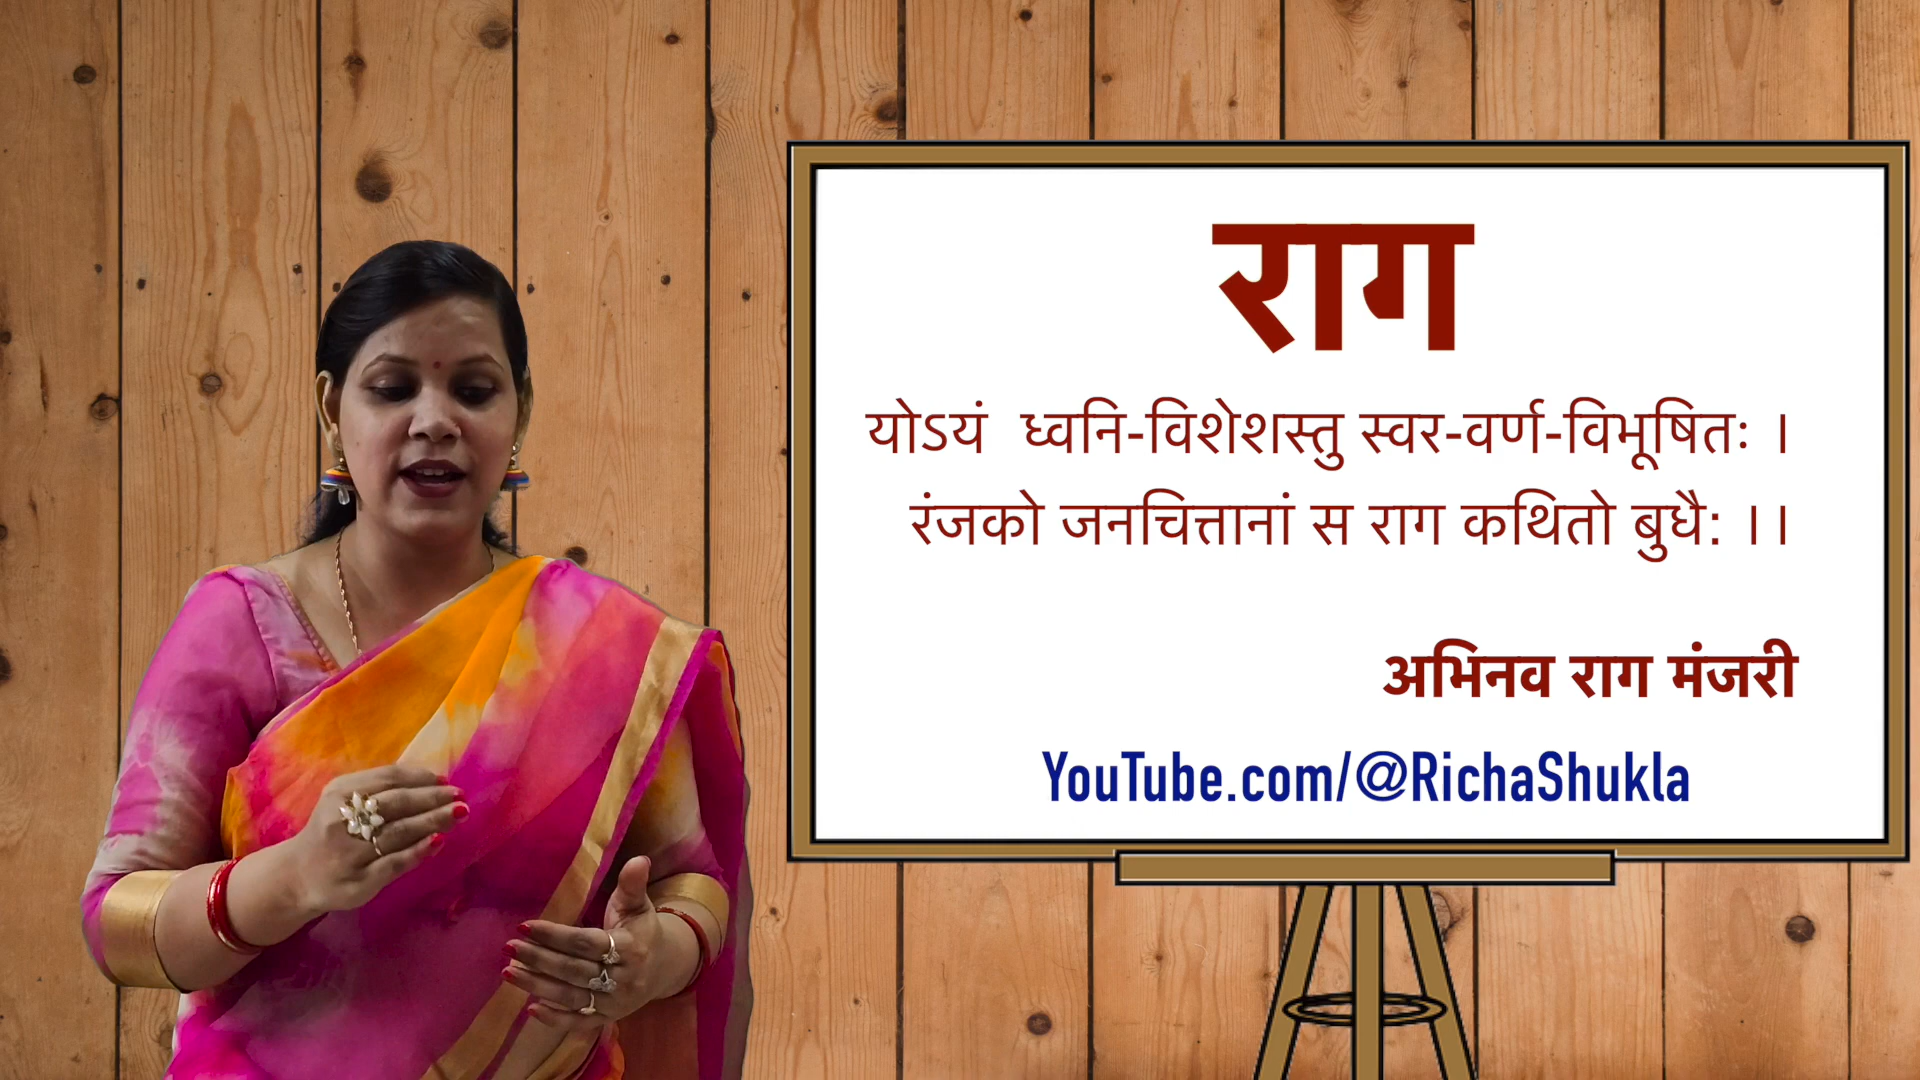 राग
योऽयं ध्वनि-विशेशस्तु स्वर-वर्ण-विभूषितः ।
रंजको जनचित्तानां स राग कथितो बुधै: ।।
अभिनव राग मंजरी
YouTube.com/@RichaShukla